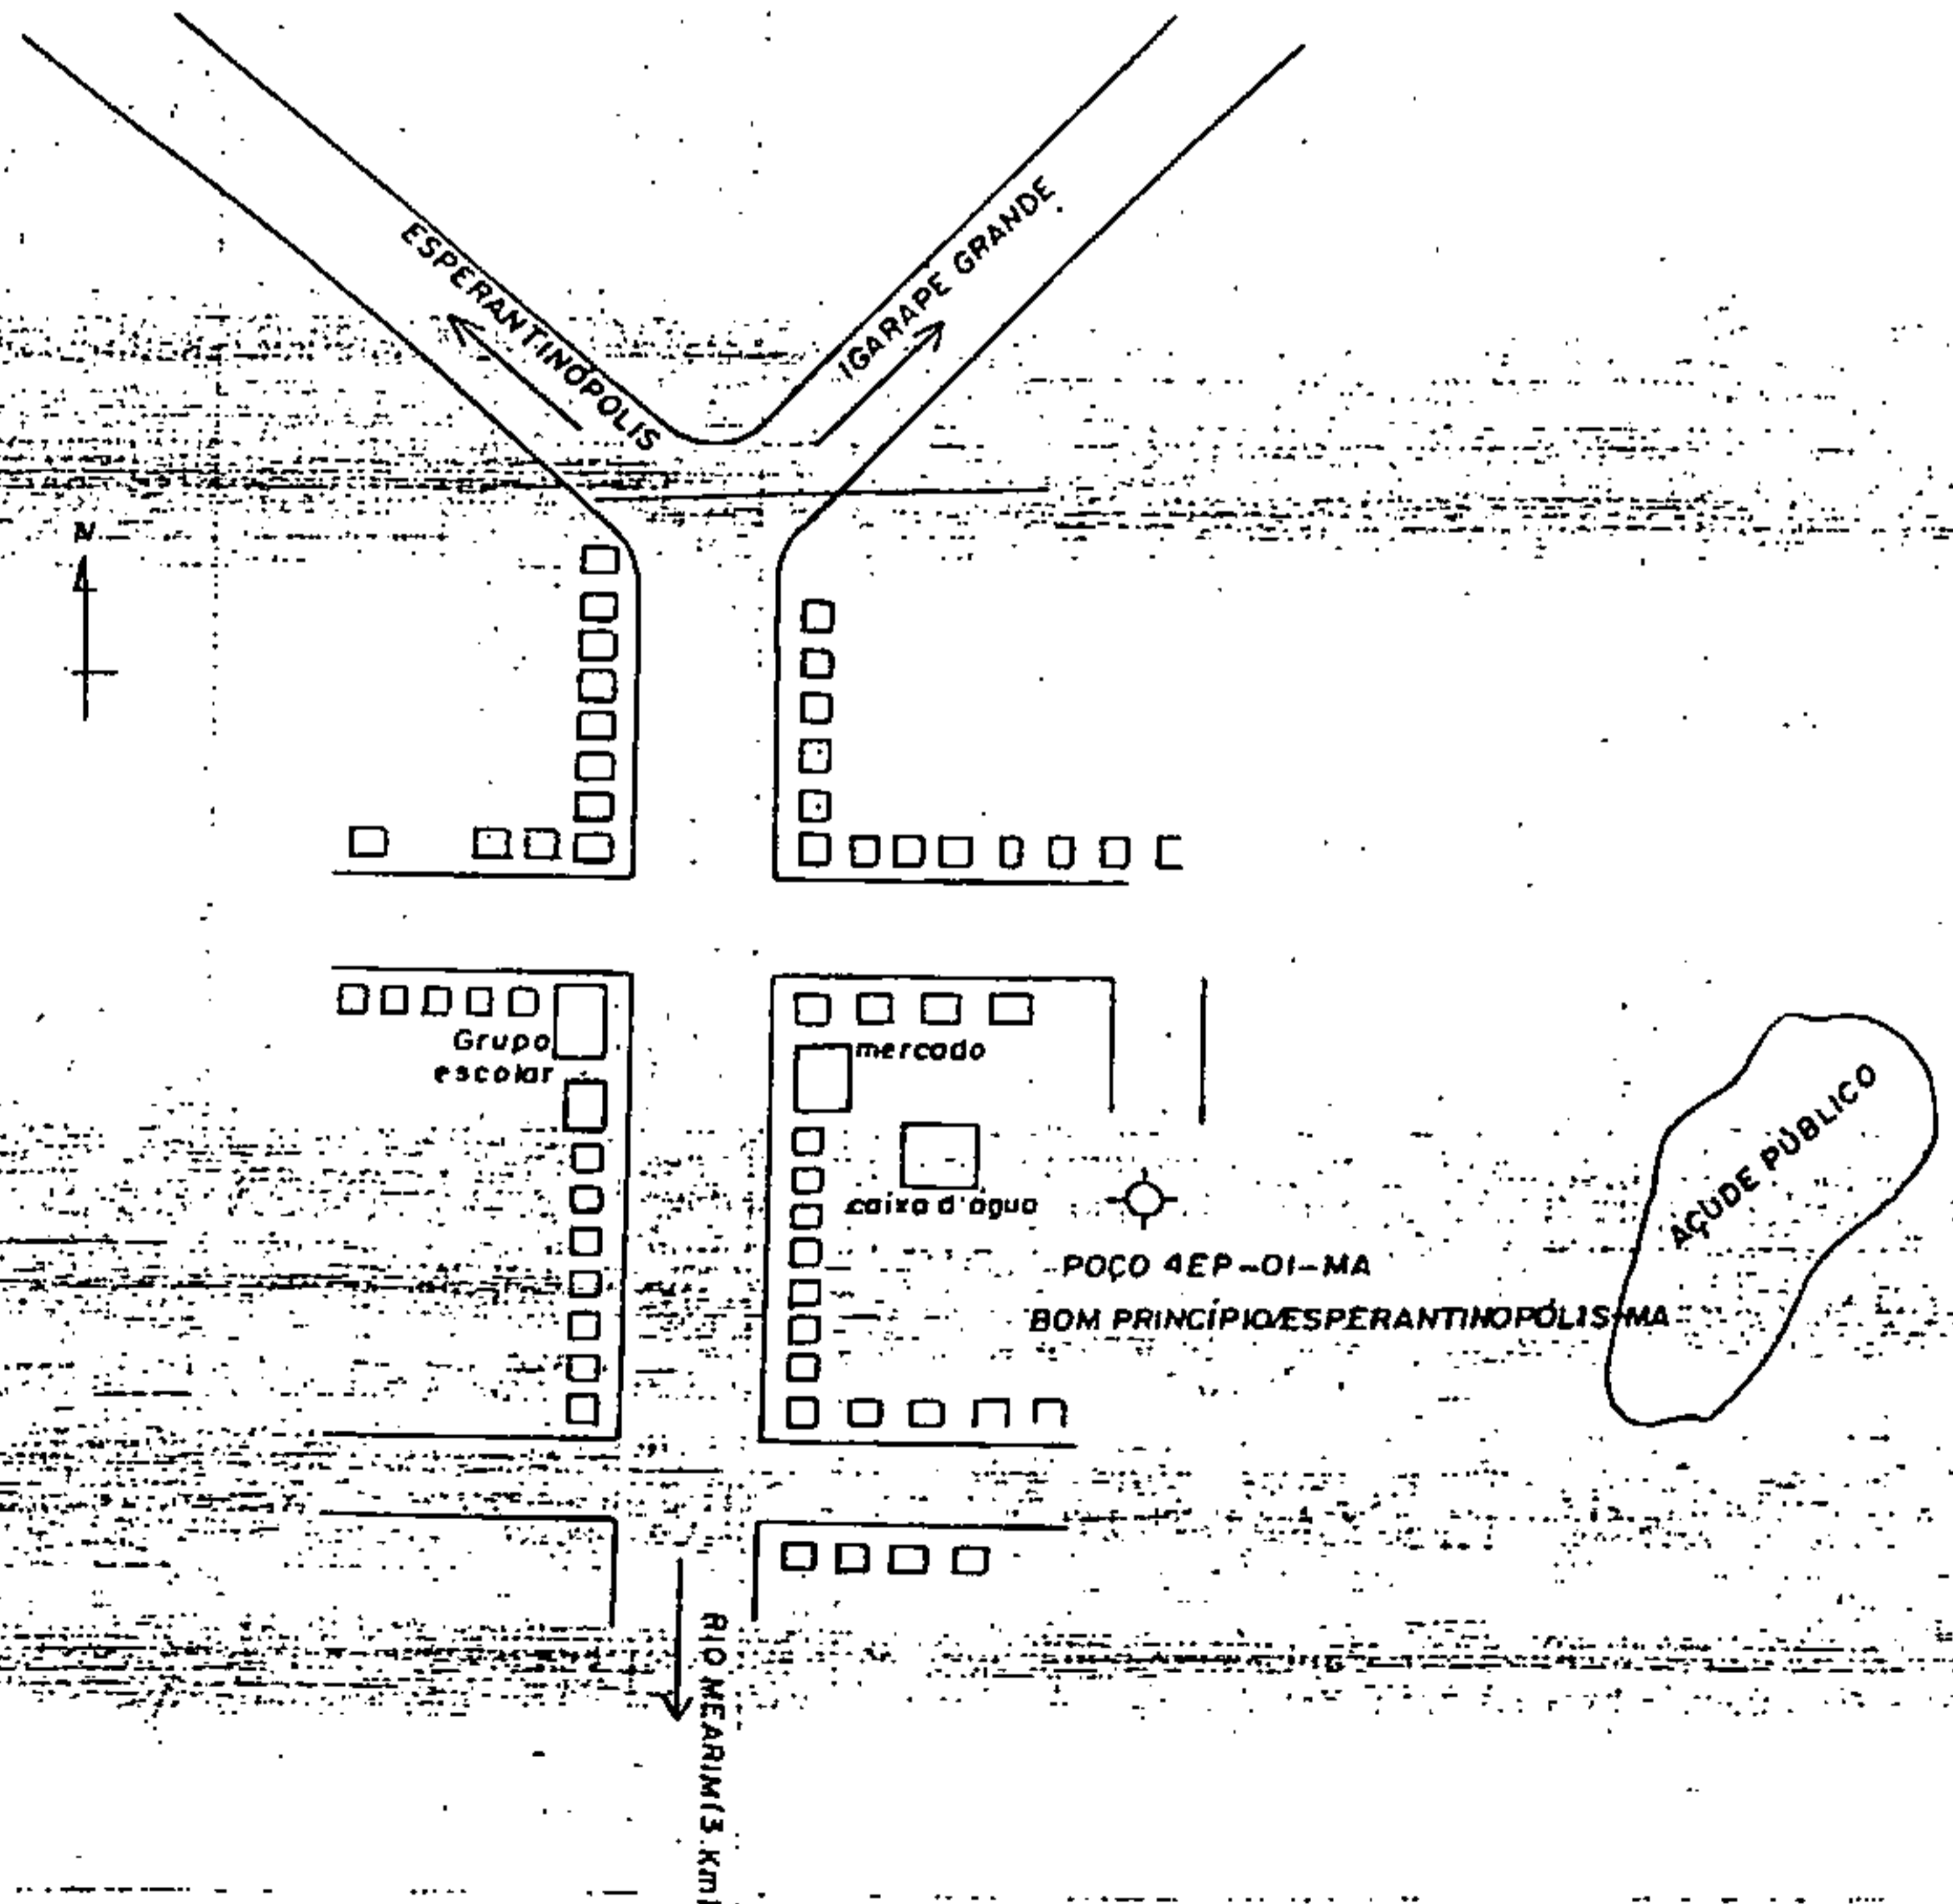 ESPERANTINOPOLIS
IGARAPE GRANDE
N
Grupo
escolar
mercado
caixa d'agua
POÇO 4EP-01-MA
BOM PRINCÍPIO/ESPERANTINOPÓLIS-MA
AÇUDE PÚBLICO
RIO MEARIM(3 Km)